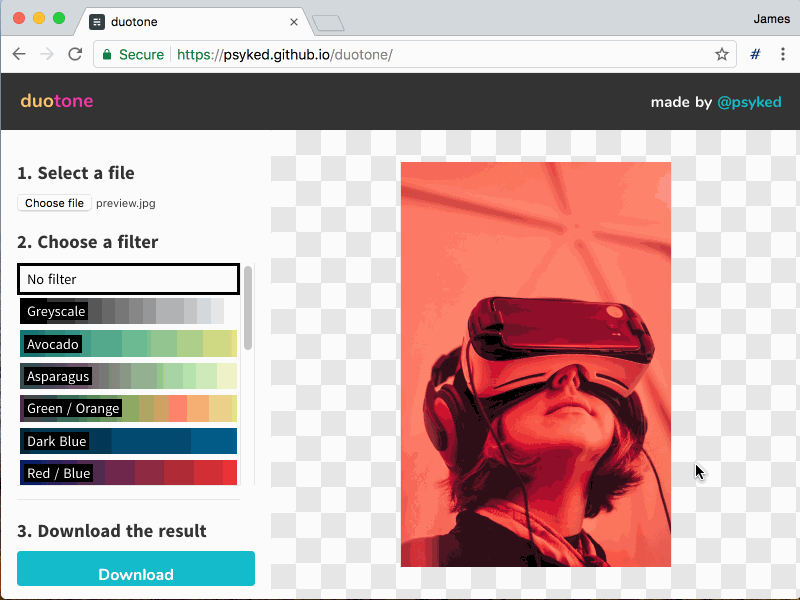 duotone
James
Secure
https://psyked.github.io/duotone/
#
duotone
made by @psyked
1. Select a file
Choose file
preview.jpg
2. Choose a filter
No filter
Greyscale
Avocado
Asparagus
Green / Orange
Dark Blue
Red / Blue
3. Download the result
Download